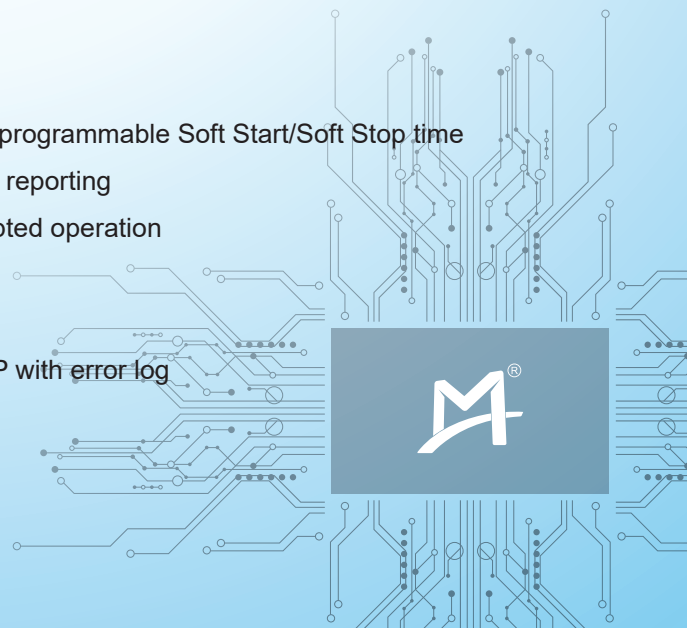 programmable Soft Start/Soft Stop time
reporting
oted operation
P with error log
®